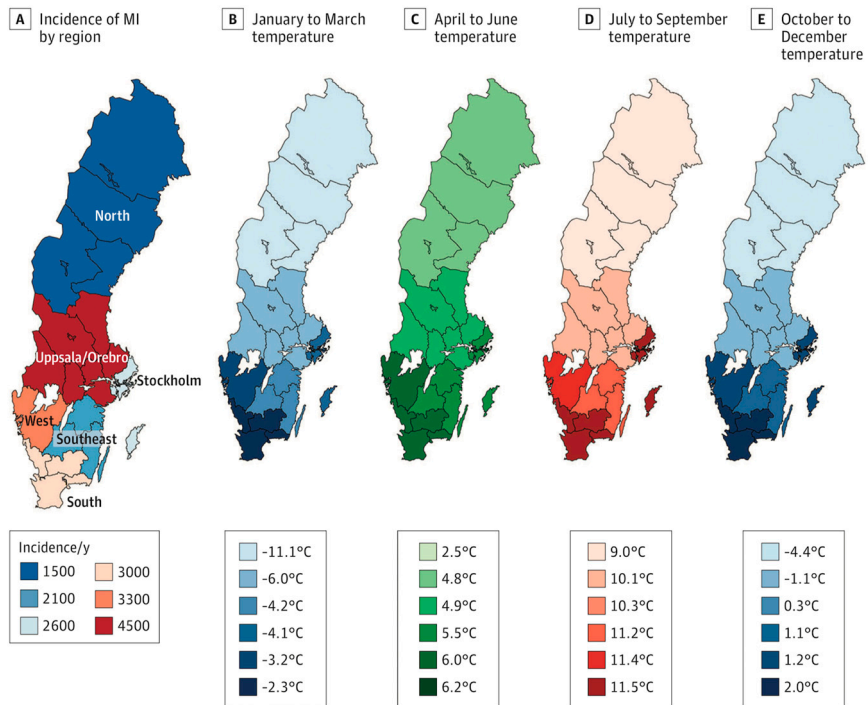 A Incidence of MI
by region
B January to March
temperature
C April to June
temperature
D July to September
temperature
E October to
December
temperature
North
Uppsala/Orebro
Stockholm
West
Southeast
South
Incidence/y
1500 3000
2100 3300
2600 4500
-11.1°C
-6.0°C
-4.2°C
-4.1°C
-3.2°C
-2.3°C
2.5°C
4.8°C
4.9°C
5.5°C
6.0°C
6.2°C
9.0°C
10.1°C
10.3°C
11.2°C
11.4°C
11.5°C
-4.4°C
-1.1°C
0.3°C
1.1°C
1.2°C
2.0°C